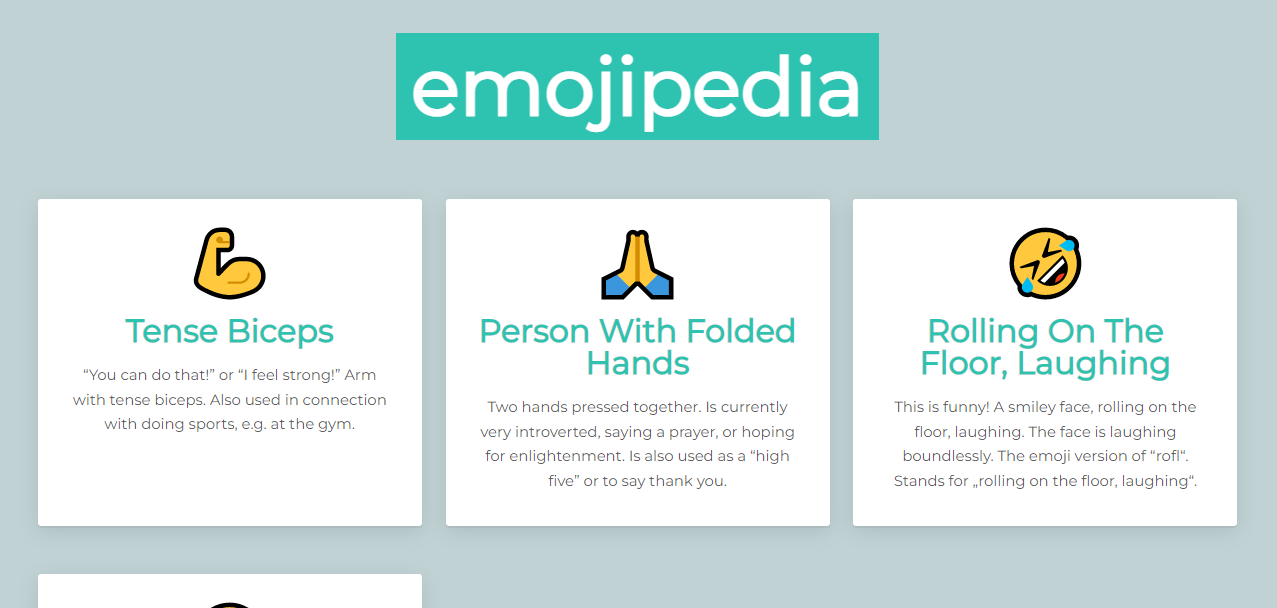 emojipedia
Tense Biceps
“You can do that!” or “I feel strong!” Arm
with tense biceps. Also used in connection
with doing sports, e.g. at the gym.
Person With Folded
Hands
Two hands pressed together. Is currently
very introverted, saying a prayer, or hoping
for enlightenment. Is also used as a “high
five” or to say thank you.
Rolling On The
Floor, Laughing
This is funny! A smiley face, rolling on the
floor, laughing. The face is laughing
boundlessly. The emoji version of “rofl“.
Stands for „rolling on the floor, laughing“.